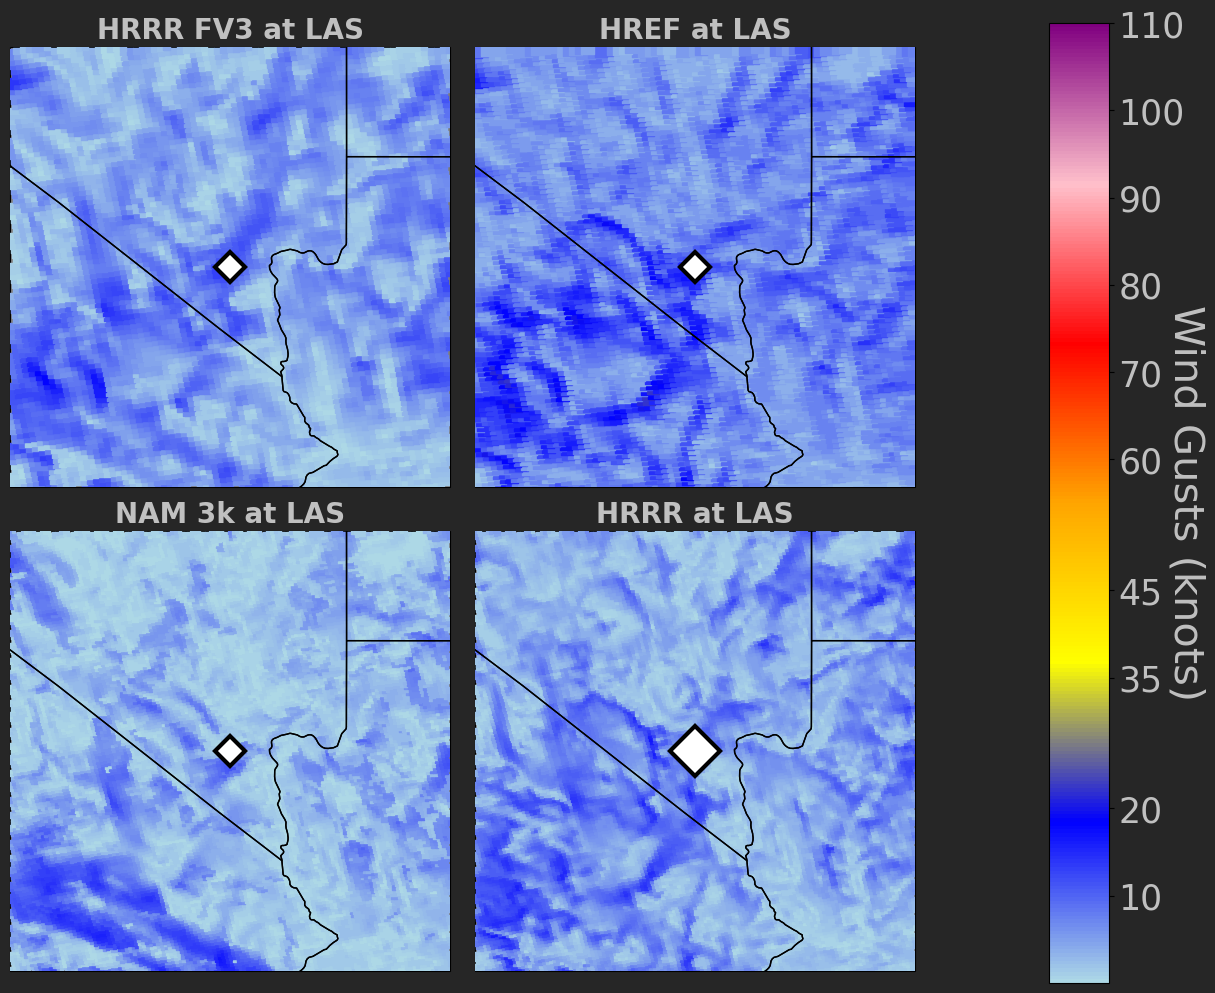 HRRR FV3 at LAS
HREF at LAS
NAM 3k at LAS
HRRR at LAS
110
100
90
80
70
60
45
35
20
10
Wind Gusts (knots)